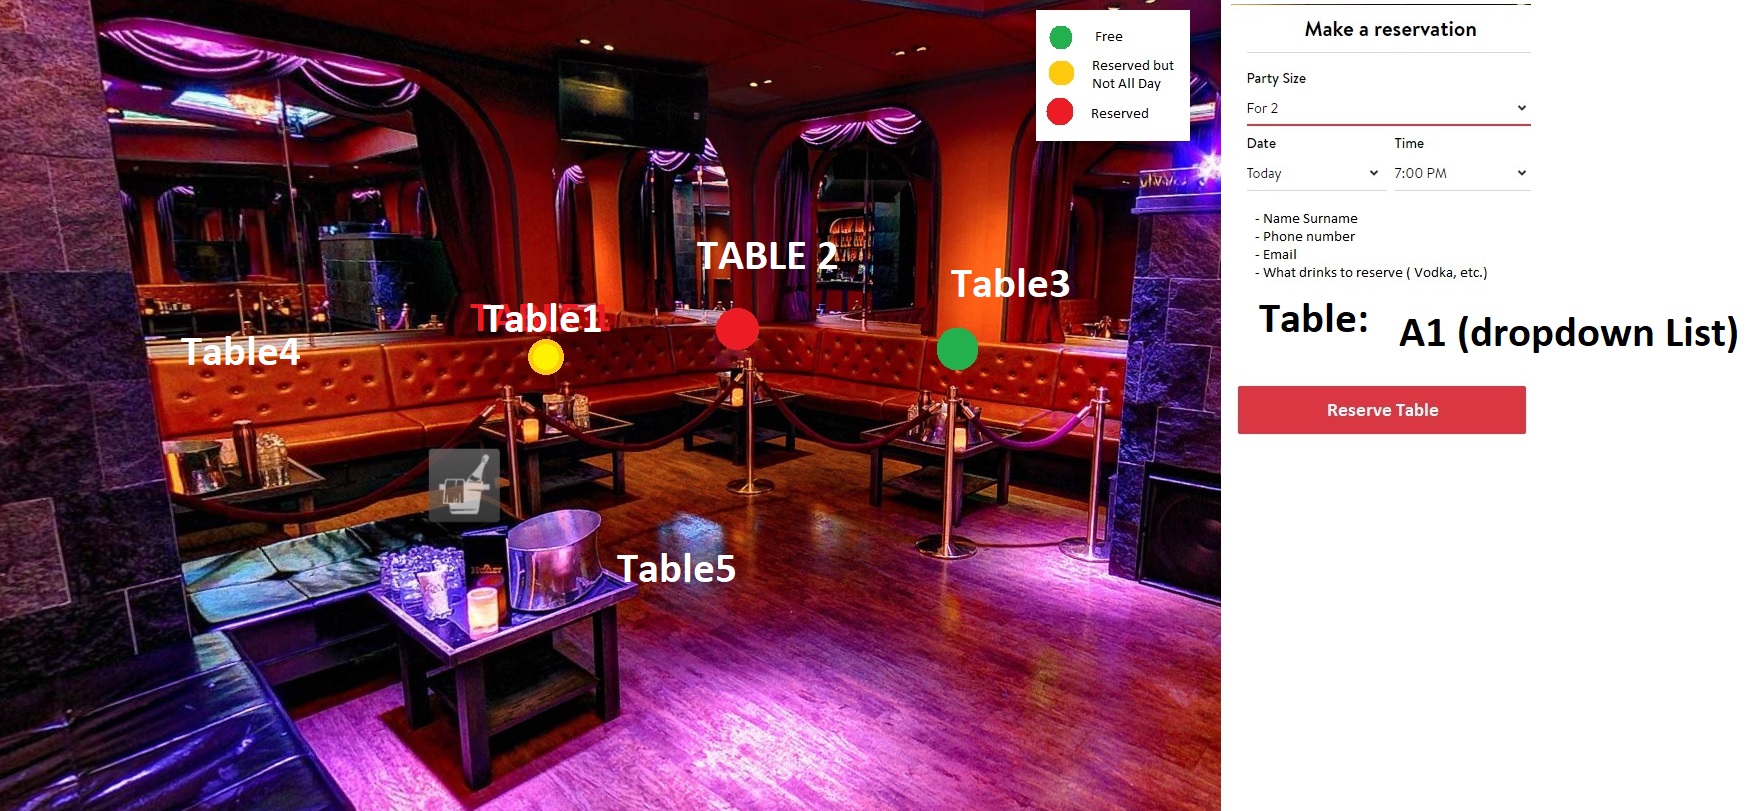 Free
Reserved but
Not All Day
Reserved
TABLE 2
Table3
Table1
Table4
Table5
Make a reservation
Party Size
For 2
Date
Time
Today
7:00 PM
- Name Surname
- Phone number
- Email
- What drinks to reserve ( Vodka, etc.)
Table:
A1 (dropdown List)
Reserve Table